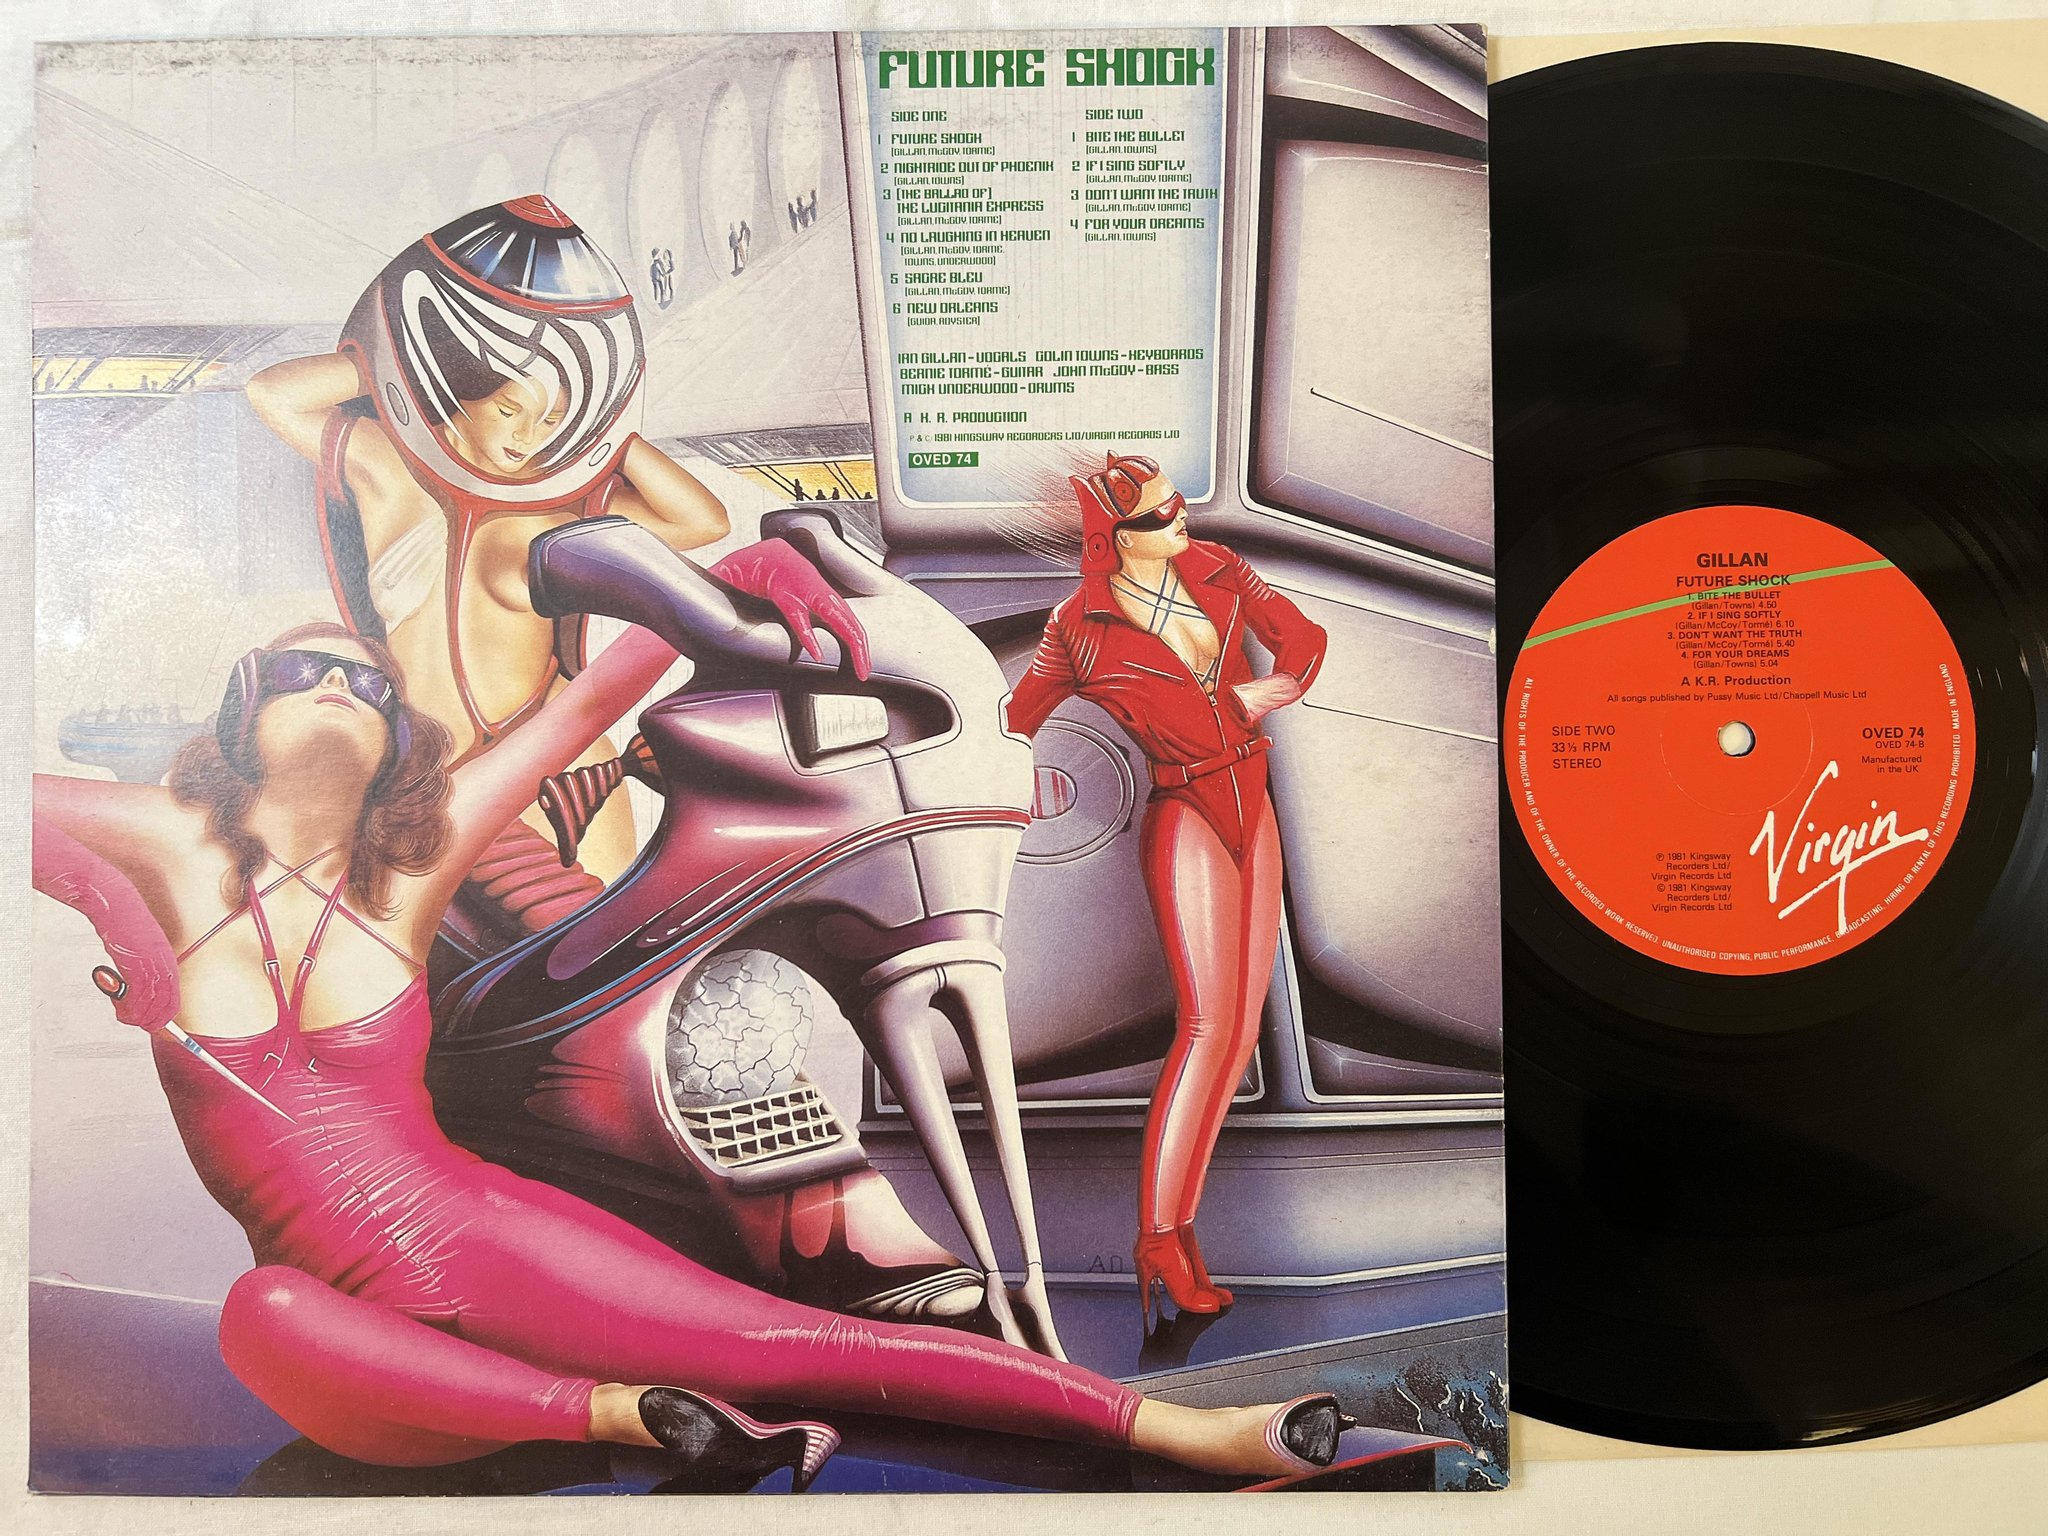 FUTURE SHOCK
SIDE ONE
1 FUTURE SHOCK
(GILLAN, McCOY, TORME)
2 NIGHTRIDE OUT OF PHOENIX
(GILLAN, TOWNS)
3 (THE BALLAD OF)
THE LUCITANIA EXPRESS
(GILLAN, McCOY, TORME)
4 NO LAUGHING IN HEAVEN
(GILLAN, McCOY, TORME,
TOWNS, UNDERWOOD)
5 SACRE BLEU
(GILLAN, McCOY, TORME)
6 NEW ORLEANS
(GUIDA, ROYSTER)
SIDE TWO
1 BITE THE BULLET
(GILLAN, TOWNS)
2 IF I SING SOFTLY
(GILLAN, McCOY, TORME)
3 DON'T WANT THE TRUTH
(GILLAN, McCOY, TORME)
4 FOR YOUR DREAMS
(GILLAN, TOWNS)
IAN GILLAN - VOCALS COLIN TOWNS - KEYBOARDS
BERNIE TORMÉ - GUITAR JOHN McCOY - BASS
MICK UNDERWOOD - DRUMS
A K. R. PRODUCTION
P & C 1981 KINGSWAY RECORDERS LTD/VIRGIN RECORDS LTD
OVED 74
AD
GILLAN
FUTURE SHOCK
1. BITE THE BULLET
(Gillan/Towns) 4.50
2. IF I SING SOFTLY
(Gillan/McCoy/Tormé) 6.10
3. DON'T WANT THE TRUTH
(Gillan/McCoy/Tormé) 5.40
4. FOR YOUR DREAMS
(Gillan/Towns) 5.04
A K.R. Production
All songs published by Pussy Music Ltd/Chappell Music Ltd
SIDE TWO
33⅓ RPM
STEREO
OVED 74
OVED 74-B
Manufactured
in the UK
Virgin
℗ 1981 Kingsway
Recorders Ltd/
Virgin Records Ltd
© 1981 Kingsway
Recorders Ltd/
Virgin Records Ltd
ALL RIGHTS OF THE PRODUCER AND OF THE OWNER OF THE RECORDED WORK RESERVED. UNAUTHORISED COPYING, PUBLIC PERFORMANCE, BROADCASTING, HIRING OR RENTAL OF THIS RECORDING PROHIBITED. MADE IN ENGLAND